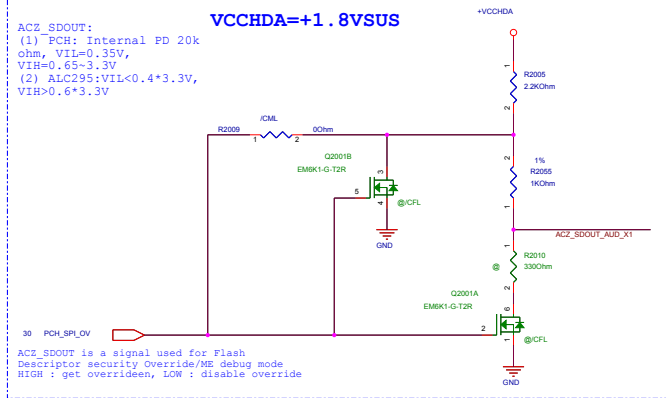 VCCHDA=+1.8VSUS
+VCCHDA
ACZ_SDOUT:
(1) PCH: Internal PD 20k
ohm, VIL=0.35V,
VIH=0.65~3.3V
(2) ALC295:VIL<0.4*3.3V,
VIH>0.6*3.3V
1
R2005
2.2KOhm
2
/CML
R2009
0Ohm
1
2
2
1%
R2055
1KOhm
1
Q2001B
EM6K1-G-T2R
3
5
4
@/CFL
GND
ACZ_SDOUT_AUD_X1
1
R2010
@
330Ohm
2
Q2001A
EM6K1-G-T2R
6
2
1
@/CFL
GND
30 PCH_SPI_OV
ACZ_SDOUT is a signal used for Flash
Descriptor security Override/ME debug mode
HIGH : get overrideen, LOW : disable override